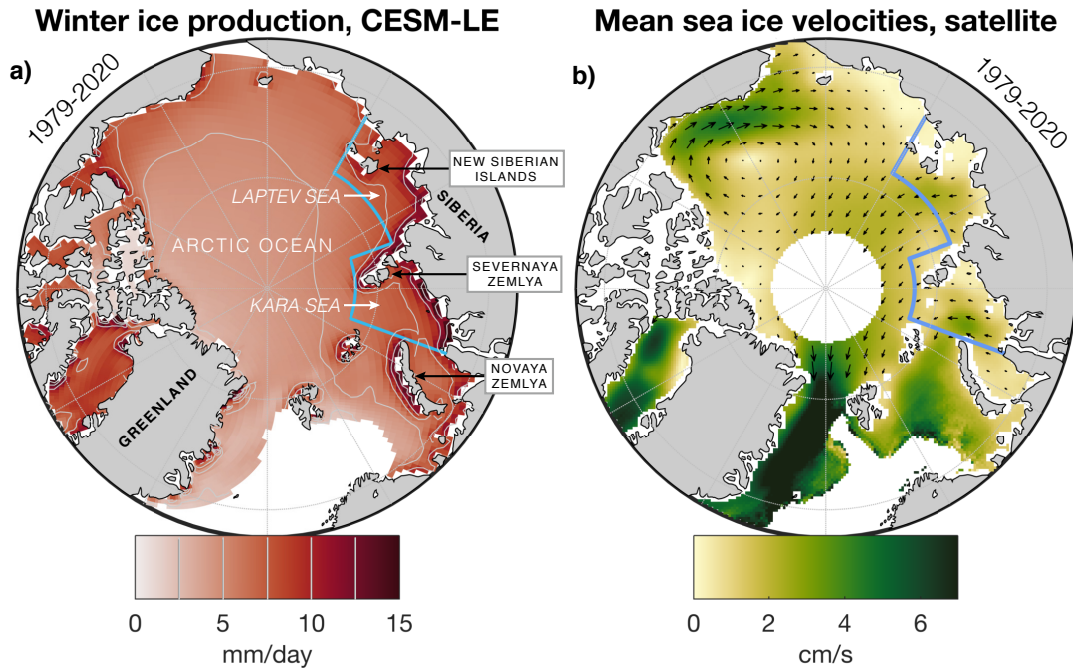 Winter ice production, CESM-LE
Mean sea ice velocities, satellite
a)
1979-2020
NEW SIBERIAN
ISLANDS
LAPTEV SEA
SIBERIA
ARCTIC OCEAN
SEVERNAYA
ZEMLYA
KARA SEA
NOVAYA
ZEMLYA
GREENLAND
0 5 10 15
mm/day
b)
1979-2020
0 2 4 6
cm/s